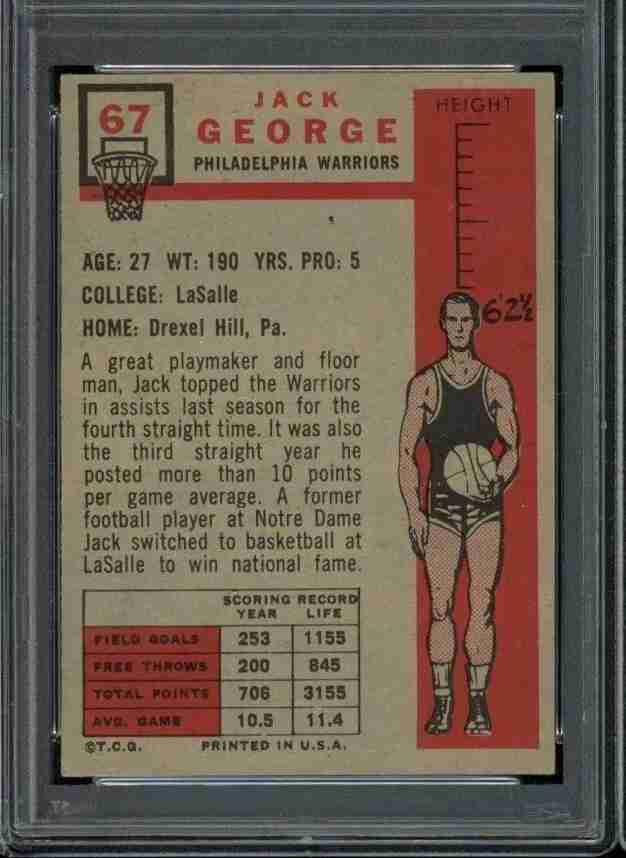 67
JACK
GEORGE
PHILADELPHIA WARRIORS
HEIGHT
AGE: 27 WT: 190 YRS. PRO: 5
COLLEGE: LaSalle
HOME: Drexel Hill, Pa.
6'2½
A great playmaker and floor
man, Jack topped the Warriors
in assists last season for the
fourth straight time. It was also
the third straight year he
posted more than 10 points
per game average. A former
football player at Notre Dame
Jack switched to basketball at
LaSalle to win national fame.
SCORING RECORD
YEAR LIFE
FIELD GOALS 253 1155
FREE THROWS 200 845
TOTAL POINTS 706 3155
AVG. GAME 10.5 11.4
©T.C.G. PRINTED IN U.S.A.